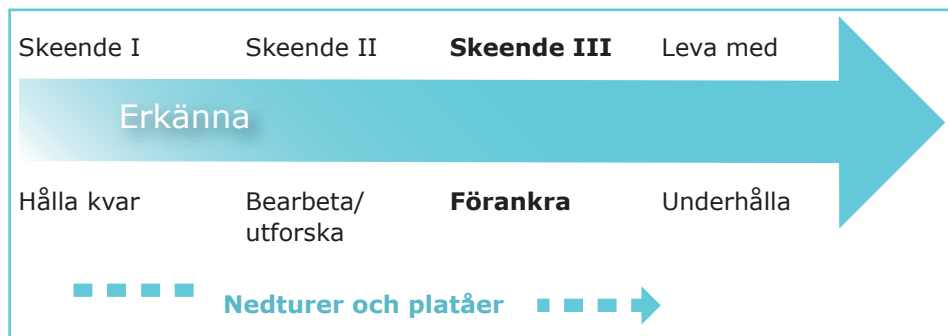 Skeende I Skeende II Skeende III Leva med
Erkänna
Hålla kvar Bearbeta/ Förankra Underhålla
utforska
Nedturer och platåer